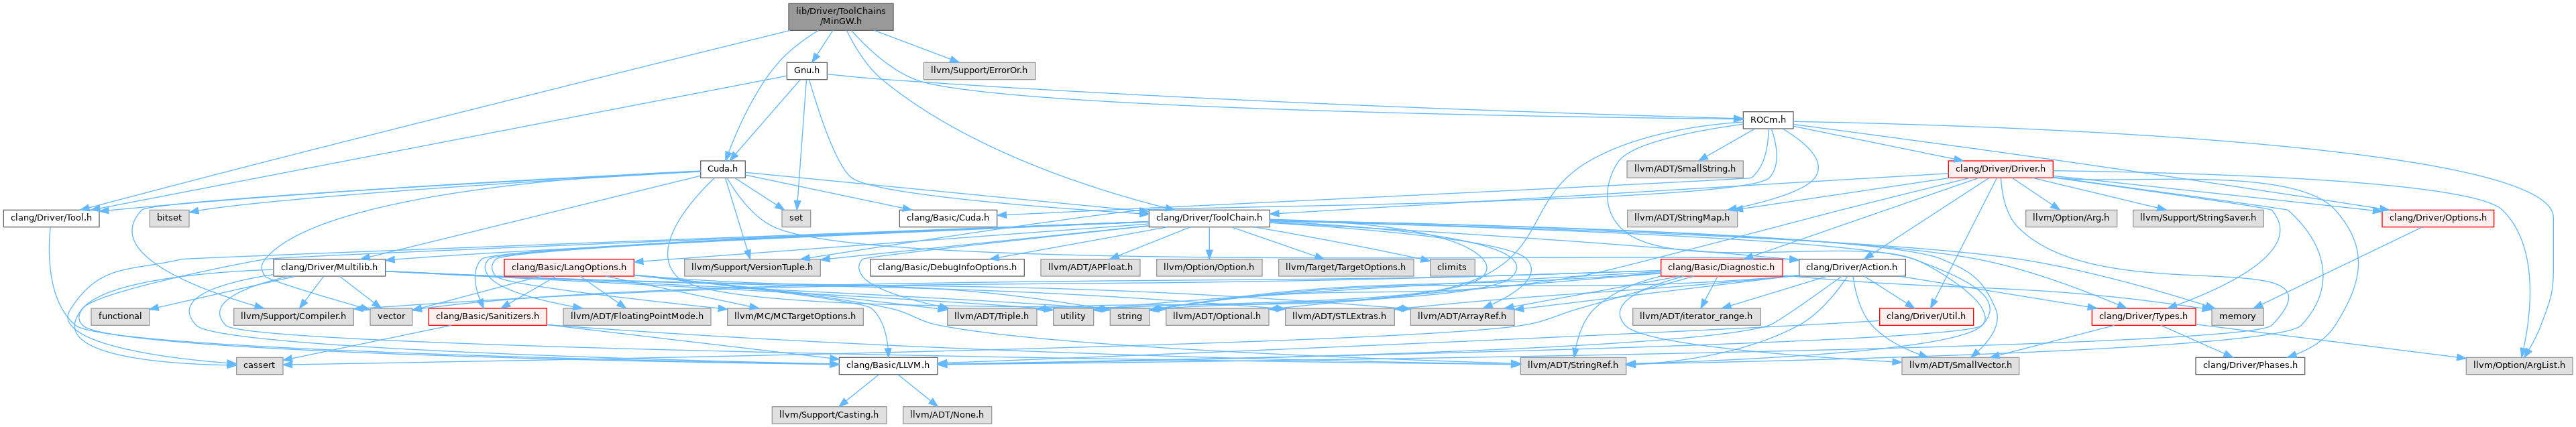 lib/Driver/ToolChains
/MinGW.h
Gnu.h
llvm/Support/ErrorOr.h
ROCm.h
Cuda.h
llvm/ADT/SmallString.h
clang/Driver/Driver.h
clang/Driver/Tool.h
bitset
set
clang/Basic/Cuda.h
clang/Driver/ToolChain.h
llvm/ADT/StringMap.h
llvm/Option/Arg.h
llvm/Support/StringSaver.h
clang/Driver/Options.h
clang/Driver/Multilib.h
clang/Basic/LangOptions.h
llvm/Support/VersionTuple.h
clang/Basic/DebugInfoOptions.h
llvm/ADT/APFloat.h
llvm/Option/Option.h
llvm/Target/TargetOptions.h
climits
clang/Basic/Diagnostic.h
clang/Driver/Action.h
functional
llvm/Support/Compiler.h
vector
clang/Basic/Sanitizers.h
llvm/ADT/FloatingPointMode.h
llvm/MC/MCTargetOptions.h
llvm/ADT/Triple.h
utility
string
llvm/ADT/Optional.h
llvm/ADT/STLExtras.h
llvm/ADT/ArrayRef.h
llvm/ADT/iterator_range.h
clang/Driver/Util.h
clang/Driver/Types.h
memory
cassert
clang/Basic/LLVM.h
llvm/ADT/StringRef.h
llvm/ADT/SmallVector.h
clang/Driver/Phases.h
llvm/Option/ArgList.h
llvm/Support/Casting.h
llvm/ADT/None.h